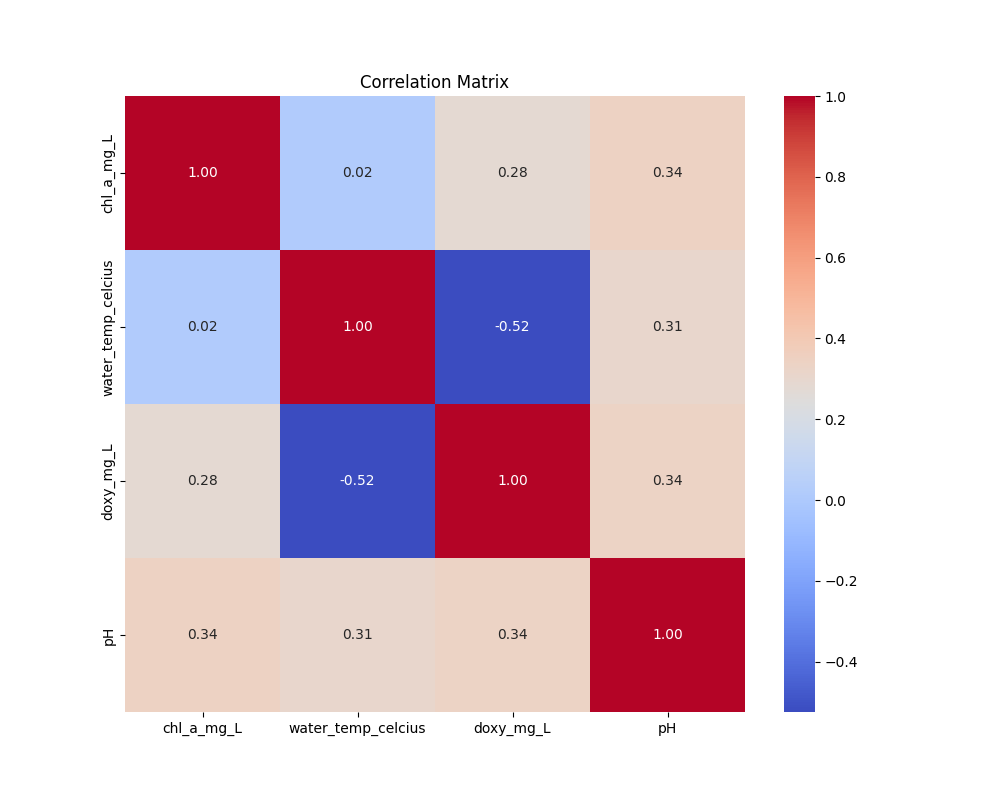 Correlation Matrix
chl_a_mg_L
1.00
0.02
0.28
0.34
water_temp_celcius
0.02
1.00
-0.52
0.31
doxy_mg_L
0.28
-0.52
1.00
0.34
pH
0.34
0.31
0.34
1.00
chl_a_mg_L
water_temp_celcius
doxy_mg_L
pH
1.0
0.8
0.6
0.4
0.2
0.0
−0.2
−0.4